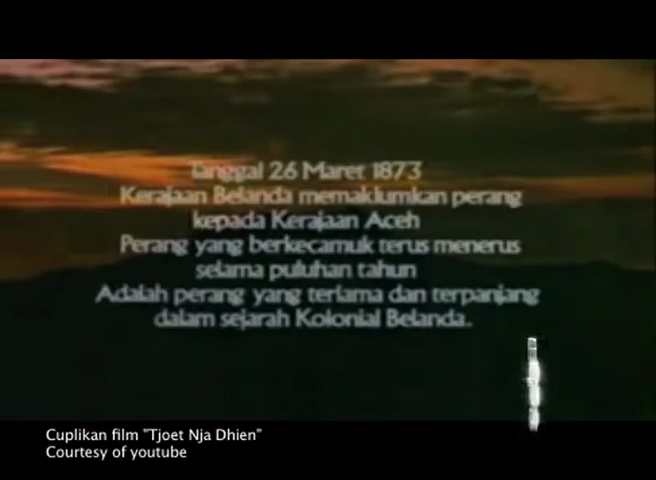 Tanggal 26 Maret 1873
Kerajaan Belanda memaklumkan perang
kepada Kerajaan Aceh
Perang yang berkecamuk terus menerus
selama puluhan tahun
Adalah perang yang terlama dan terpanjang
dalam sejarah Kolonial Belanda.
Cuplikan film "Tjoet Nja Dhien"
Courtesy of youtube